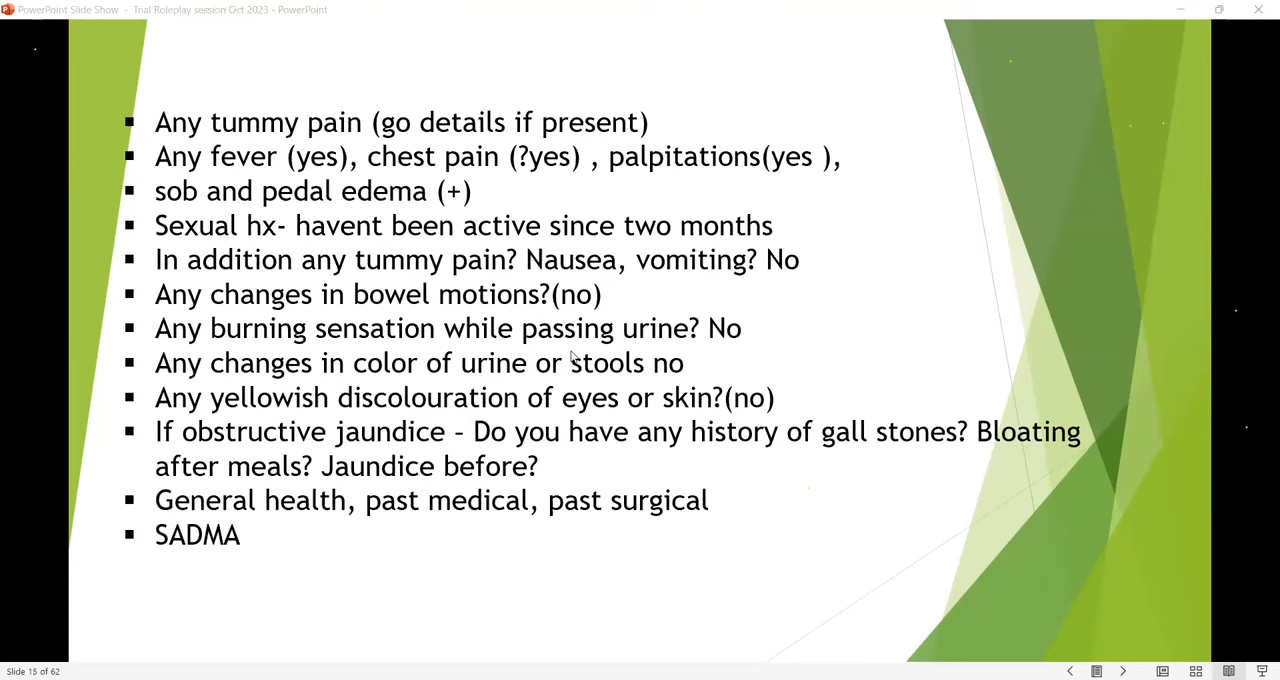 PowerPoint Slide Show - Trial Roleplay session Oct 2023 - PowerPoint
▪ Any tummy pain (go details if present)
▪ Any fever (yes), chest pain (?yes) , palpitations(yes ),
▪ sob and pedal edema (+)
▪ Sexual hx- havent been active since two months
▪ In addition any tummy pain? Nausea, vomiting? No
▪ Any changes in bowel motions?(no)
▪ Any burning sensation while passing urine? No
▪ Any changes in color of urine or stools no
▪ Any yellowish discolouration of eyes or skin?(no)
▪ If obstructive jaundice – Do you have any history of gall stones? Bloating
after meals? Jaundice before?
▪ General health, past medical, past surgical
▪ SADMA
Slide 15 of 62